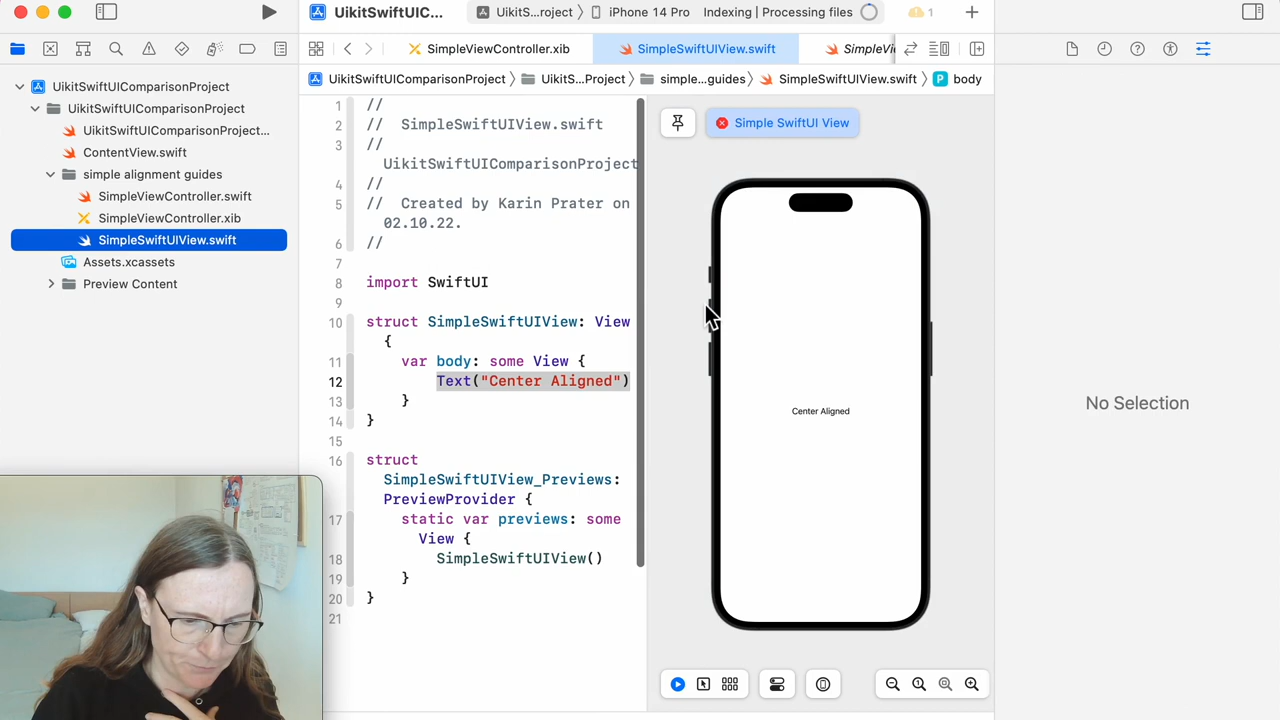 UikitSwiftUIC...
UikitS...roject
iPhone 14 Pro
Indexing | Processing files
1
SimpleViewController.xib
SimpleSwiftUIView.swift
UikitSwiftUIComparisonProject
UikitS...Project
simple...guides
SimpleSwiftUIView.swift
P
body
UikitSwiftUIComparisonProject
UikitSwiftUIComparisonProject
UikitSwiftUIComparisonProject...
ContentView.swift
simple alignment guides
SimpleViewController.swift
SimpleViewController.xib
SimpleSwiftUIView.swift
Assets.xcassets
Preview Content
1 //
2 // SimpleSwiftUIView.swift
3 //
UikitSwiftUIComparisonProject
4 //
5 // Created by Karin Prater on
02.10.22.
6 //
7
8 import SwiftUI
9
10 struct SimpleSwiftUIView: View
{
11 var body: some View {
12 Text("Center Aligned")
13 }
14 }
15
16 struct
SimpleSwiftUIView_Previews:
PreviewProvider {
17 static var previews: some
View {
18 SimpleSwiftUIView()
19 }
20 }
21
Simple SwiftUI View
Center Aligned
No Selection